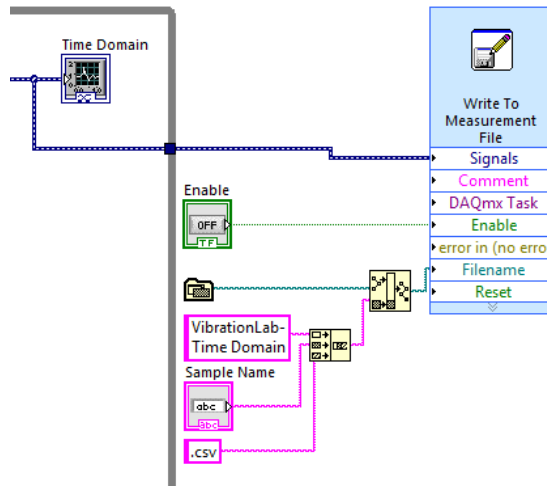 Time Domain
Write To
Measurement
File
Signals
Comment
DAQmx Task
Enable
error in (no erro
Filename
Reset
Enable
OFF
TF
VibrationLab-
Time Domain
Sample Name
abc
abc
.csv